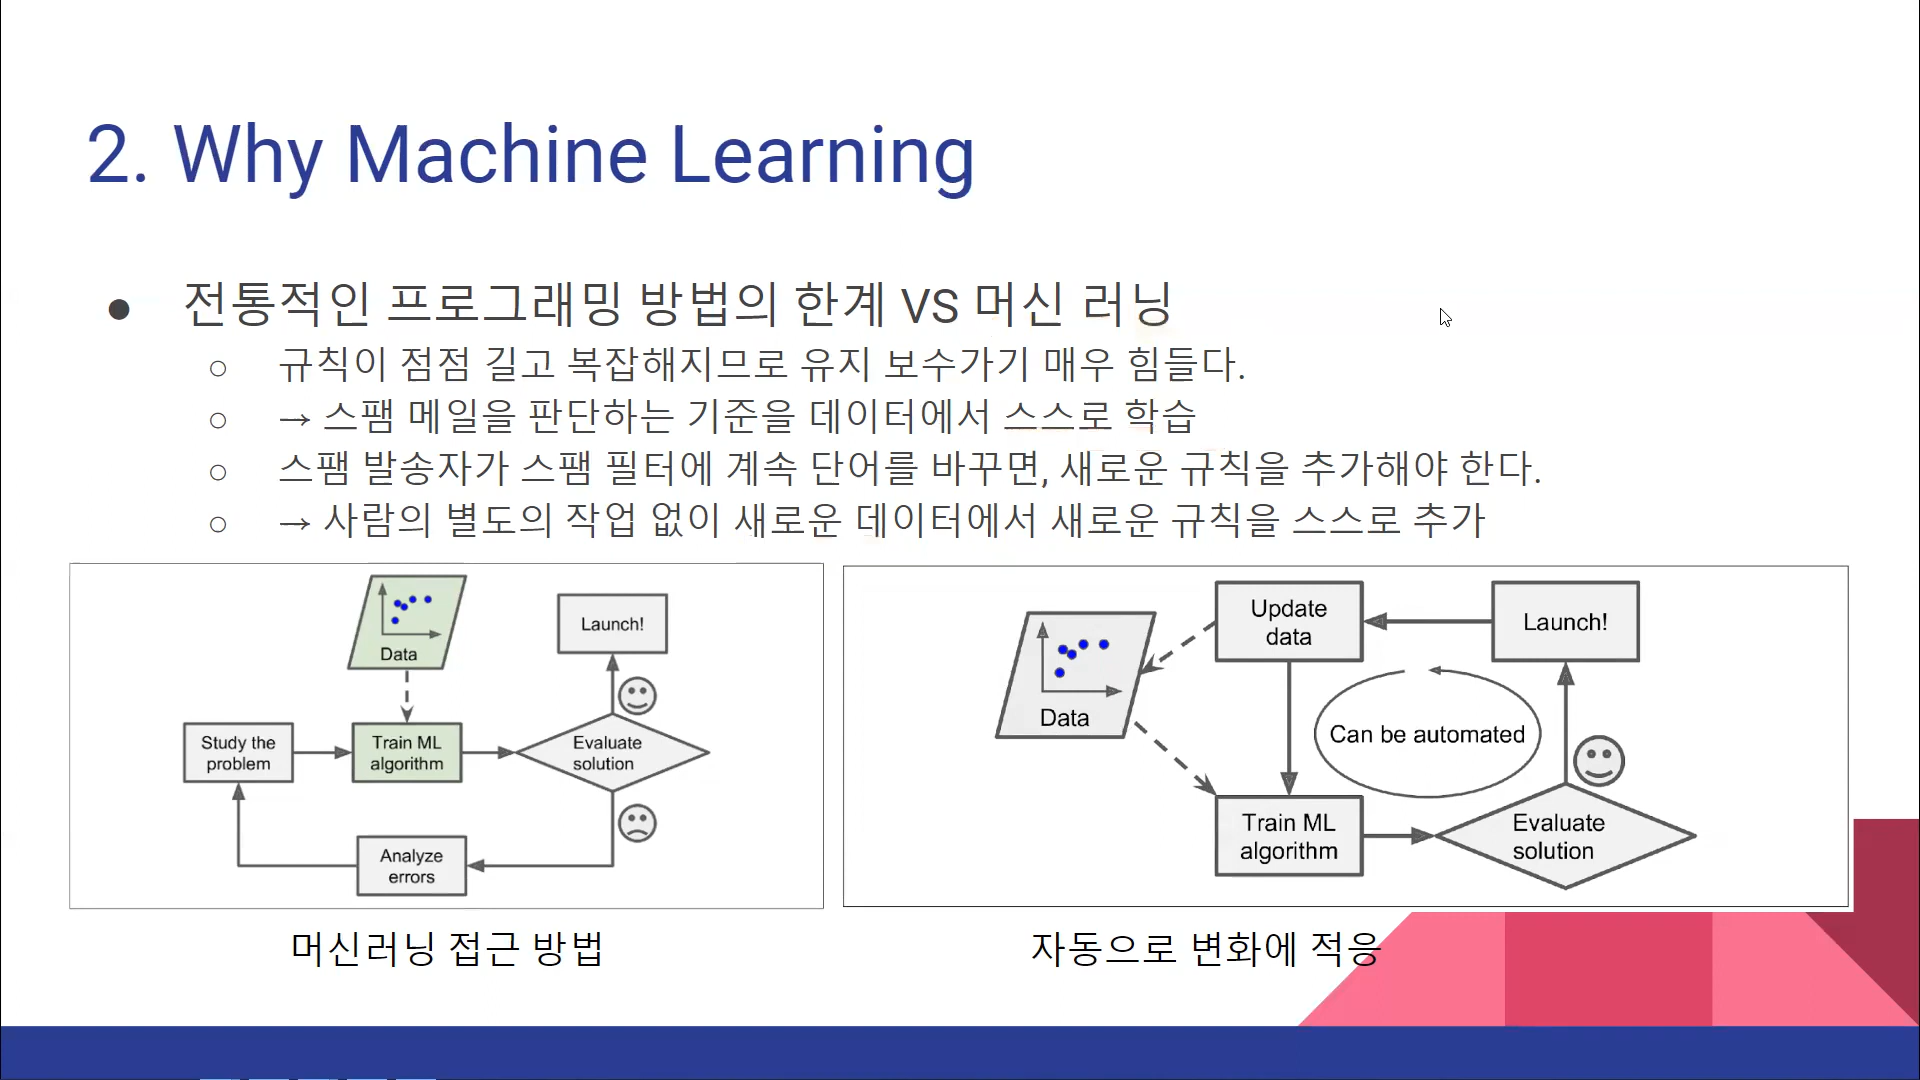 2. Why Machine Learning
● 전통적인 프로그래밍 방법의 한계 VS 머신 러닝
○ 규칙이 점점 길고 복잡해지므로 유지 보수가기 매우 힘들다.
○ → 스팸 메일을 판단하는 기준을 데이터에서 스스로 학습
○ 스팸 발송자가 스팸 필터에 계속 단어를 바꾸면, 새로운 규칙을 추가해야 한다.
○ → 사람의 별도의 작업 없이 새로운 데이터에서 새로운 규칙을 스스로 추가
Data
Launch!
Study the
problem
Train ML
algorithm
Evaluate
solution
Analyze
errors
머신러닝 접근 방법
Update
data
Launch!
Data
Can be automated
Train ML
algorithm
Evaluate
solution
자동으로 변화에 적응